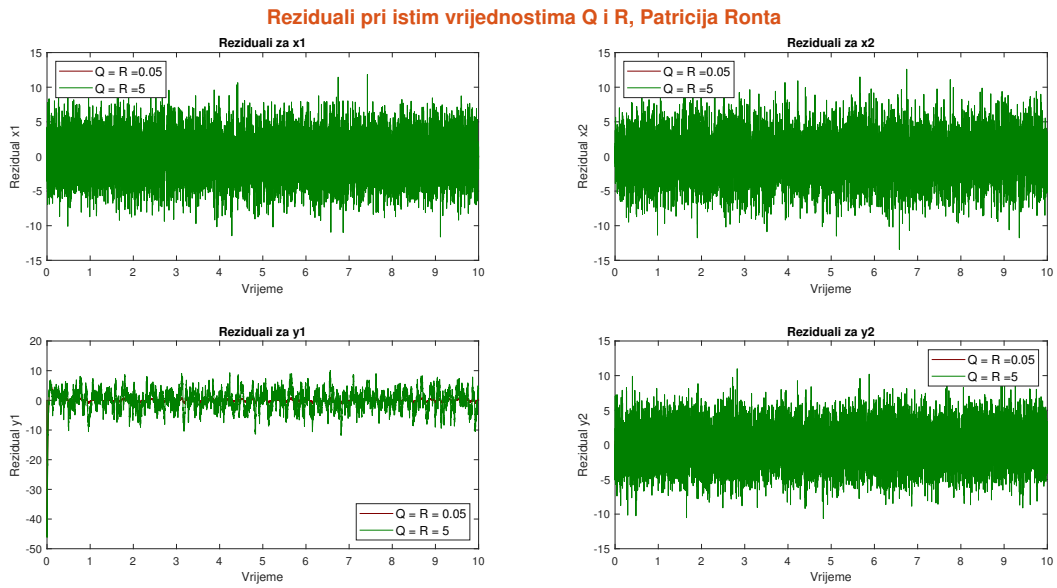 Reziduali pri istim vrijednostima Q i R, Patricija Ronta
Reziduali za x1
Rezidual x1
15
10
5
0
-5
-10
-15
Q = R =0.05
Q = R =5
0 1 2 3 4 5 6 7 8 9 10
Vrijeme
Reziduali za x2
Rezidual x2
15
10
5
0
-5
-10
-15
Q = R =0.05
Q = R =5
0 1 2 3 4 5 6 7 8 9 10
Vrijeme
Reziduali za y1
Rezidual y1
20
10
0
-10
-20
-30
-40
-50
Q = R = 0.05
Q = R = 5
0 1 2 3 4 5 6 7 8 9 10
Vrijeme
Reziduali za y2
Rezidual y2
15
10
5
0
-5
-10
-15
Q = R =0.05
Q = R =5
0 1 2 3 4 5 6 7 8 9 10
Vrijeme